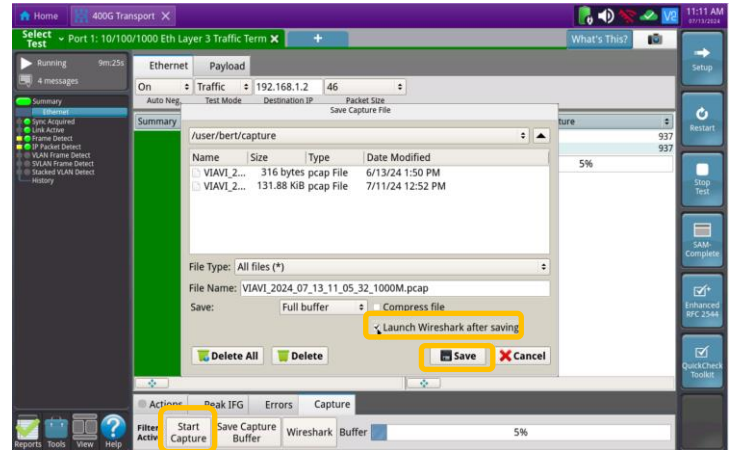 Home
400G Transport
11:11 AM
07/13/2024
Select Test
Port 1: 10/100/1000 Eth Layer 3 Traffic Term
What's This?
Running 9m:25s
4 messages
Summary
Ethernet
Sync Acquired
Link Active
Frame Detect
IP Packet Detect
VLAN Frame Detect
SVLAN Frame Detect
Stacked VLAN Detect
History
Ethernet Payload
On Traffic 192.168.1.2 46
Auto Neg. Test Mode Destination IP Packet Size
Summary
ture
937
937
5%
Save Capture File
/user/bert/capture
Name Size Type Date Modified
VIAVI_2... 316 bytes pcap File 6/13/24 1:50 PM
VIAVI_2... 131.88 KiB pcap File 7/11/24 12:52 PM
File Type: All files (*)
File Name: VIAVI_2024_07_13_11_05_32_1000M.pcap
Save: Full buffer Compress file
Launch Wireshark after saving
Delete All Delete Save Cancel
Actions Peak IFG Errors Capture
Filter
Active
Start Capture
Save Capture Buffer
Wireshark
Buffer
5%
Reports Tools View Help
Setup
Restart
Stop Test
SAM-Complete
Enhanced RFC 2544
QuickCheck Toolkit